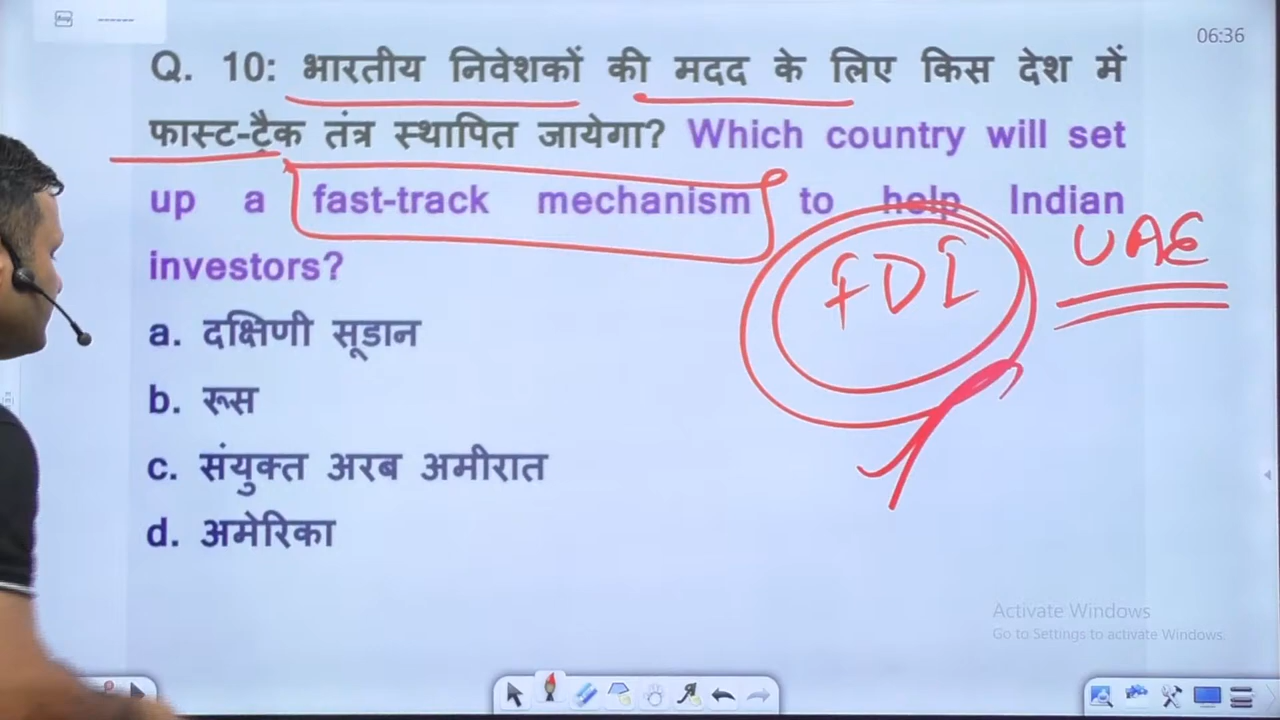 06:36
Q. 10: भारतीय निवेशकों की मदद के लिए किस देश में
फास्ट-टैक तंत्र स्थापित जायेगा? Which country will set
up a fast-track mechanism to help Indian
investors?
UAE
FDI
a. दक्षिणी सूडान
b. रूस
c. संयुक्त अरब अमीरात
d. अमेरिका
Activate Windows
Go to Settings to activate Windows.